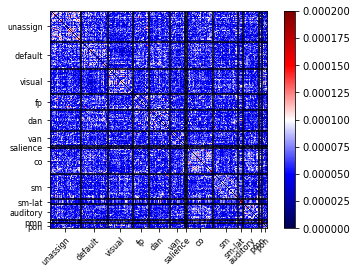 unassign
default
visual
fp
dan
van
salience
co
sm
sm-lat
auditory
pmn
pon
unassign
default
visual
fp
dan
van
salience
co
sm
sm-lat
auditory
0.000200
0.000175
0.000150
0.000125
0.000100
0.000075
0.000050
0.000025
0.000000